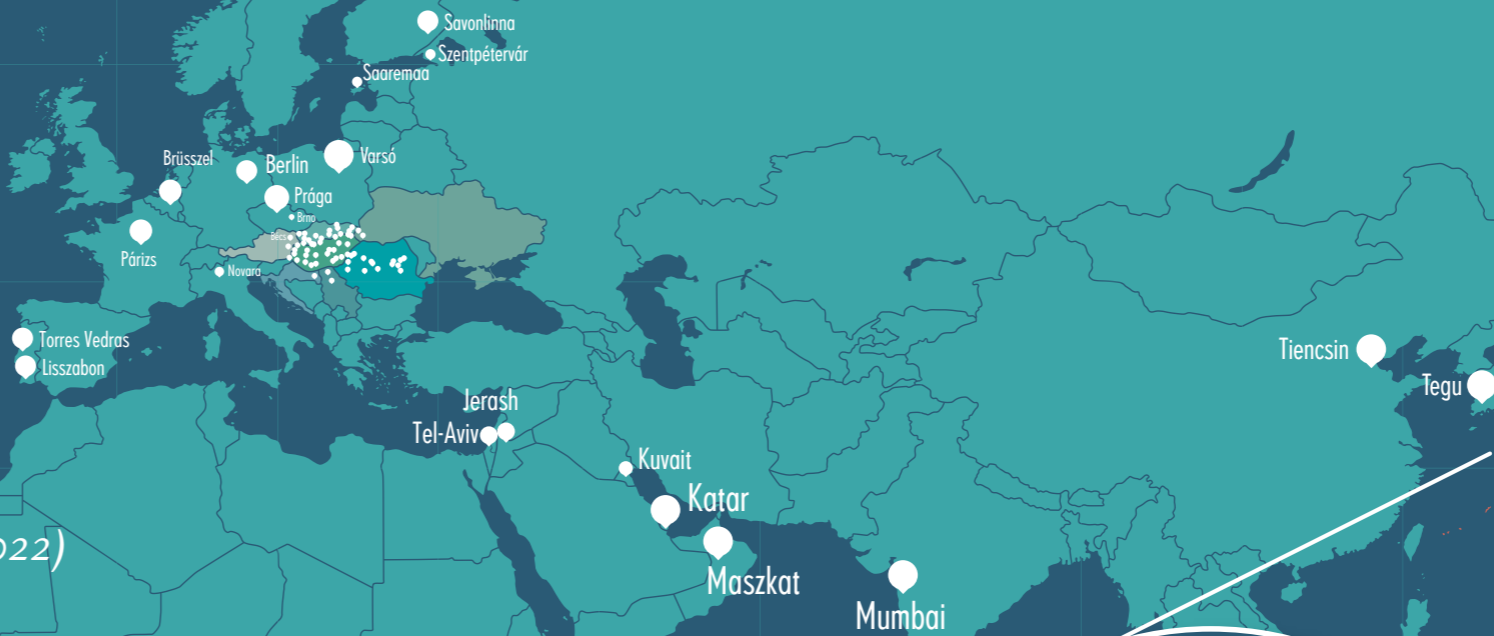 Savonlinna
Szentpétervár
Saaremaa
Brüsszel
Berlin
Varsó
Prága
Brno
Bécs
Párizs
Novara
Torres Vedras
Lisszabon
Tiencsin
Tegu
Jerash
Tel-Aviv
Kuvait
Katar
022)
Maszkat
Mumbai